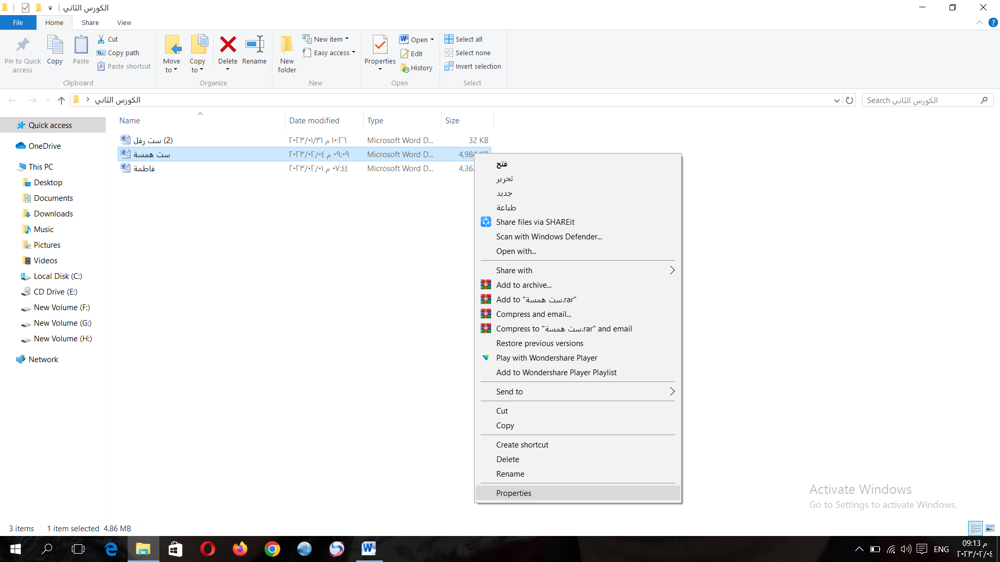 الكورس الثاني
File Home Share View
Pin to Quick access
Copy
Paste
Cut
Copy path
Paste shortcut
Clipboard
Move to
Copy to
Delete
Rename
Organize
New folder
New item
Easy access
New
Properties
Open
Edit
History
Open
Select all
Select none
Invert selection
Select
الكورس الثاني
Search الكورس الثاني
Name Date modified Type Size
ست رفل (2) ٢٠٢٣/٠١/٣١ م ١٠:٢٦ Microsoft Word D... 32 KB
ست همسة ٢٠٢٣/٠٢/٠٤ م ٠٩:٠٩ Microsoft Word D... 4,984 KB
فاطمة ٢٠٢٣/٠٢/٠١ م ٠٧:٤٤ Microsoft Word D...
Quick access
OneDrive
This PC
Desktop
Documents
Downloads
Music
Pictures
Videos
Local Disk (C:)
CD Drive (E:)
New Volume (F:)
New Volume (G:)
New Volume (H:)
Network
فتح
تحرير
جديد
طباعة
Share files via SHAREit
Scan with Windows Defender...
Open with...
Share with
Add to archive...
Add to "ست همسة.rar"
Compress and email...
Compress to "ست همسة.rar" and email
Restore previous versions
Play with Wondershare Player
Add to Wondershare Player Playlist
Send to
Cut
Copy
Create shortcut
Delete
Rename
Properties
Activate Windows
Go to Settings to activate Windows.
3 items 1 item selected 4.86 MB
ENG
09:13 م
٢٠٢٣/٠٢/٠٤